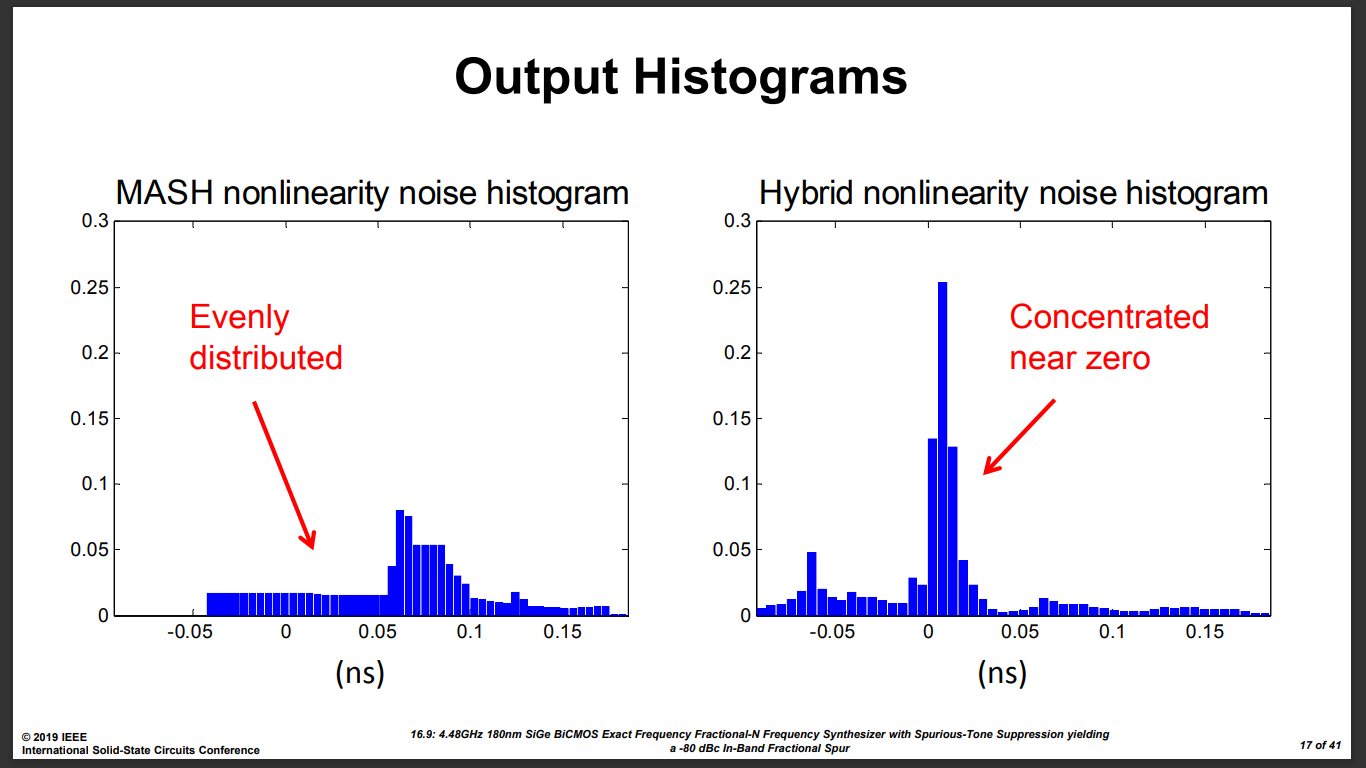 Output Histograms
MASH nonlinearity noise histogram
0.3
0.25
0.2
0.15
0.1
0.05
0
-0.05
0
0.05
0.1
0.15
Evenly
distributed
(ns)
Hybrid nonlinearity noise histogram
0.3
0.25
0.2
0.15
0.1
0.05
0
-0.05
0
0.05
0.1
0.15
Concentrated
near zero
(ns)
© 2019 IEEE
International Solid-State Circuits Conference
16.9: 4.48GHz 180nm SiGe BiCMOS Exact Frequency Fractional-N Frequency Synthesizer with Spurious-Tone Suppression yielding
a -80 dBc In-Band Fractional Spur
17 of 41